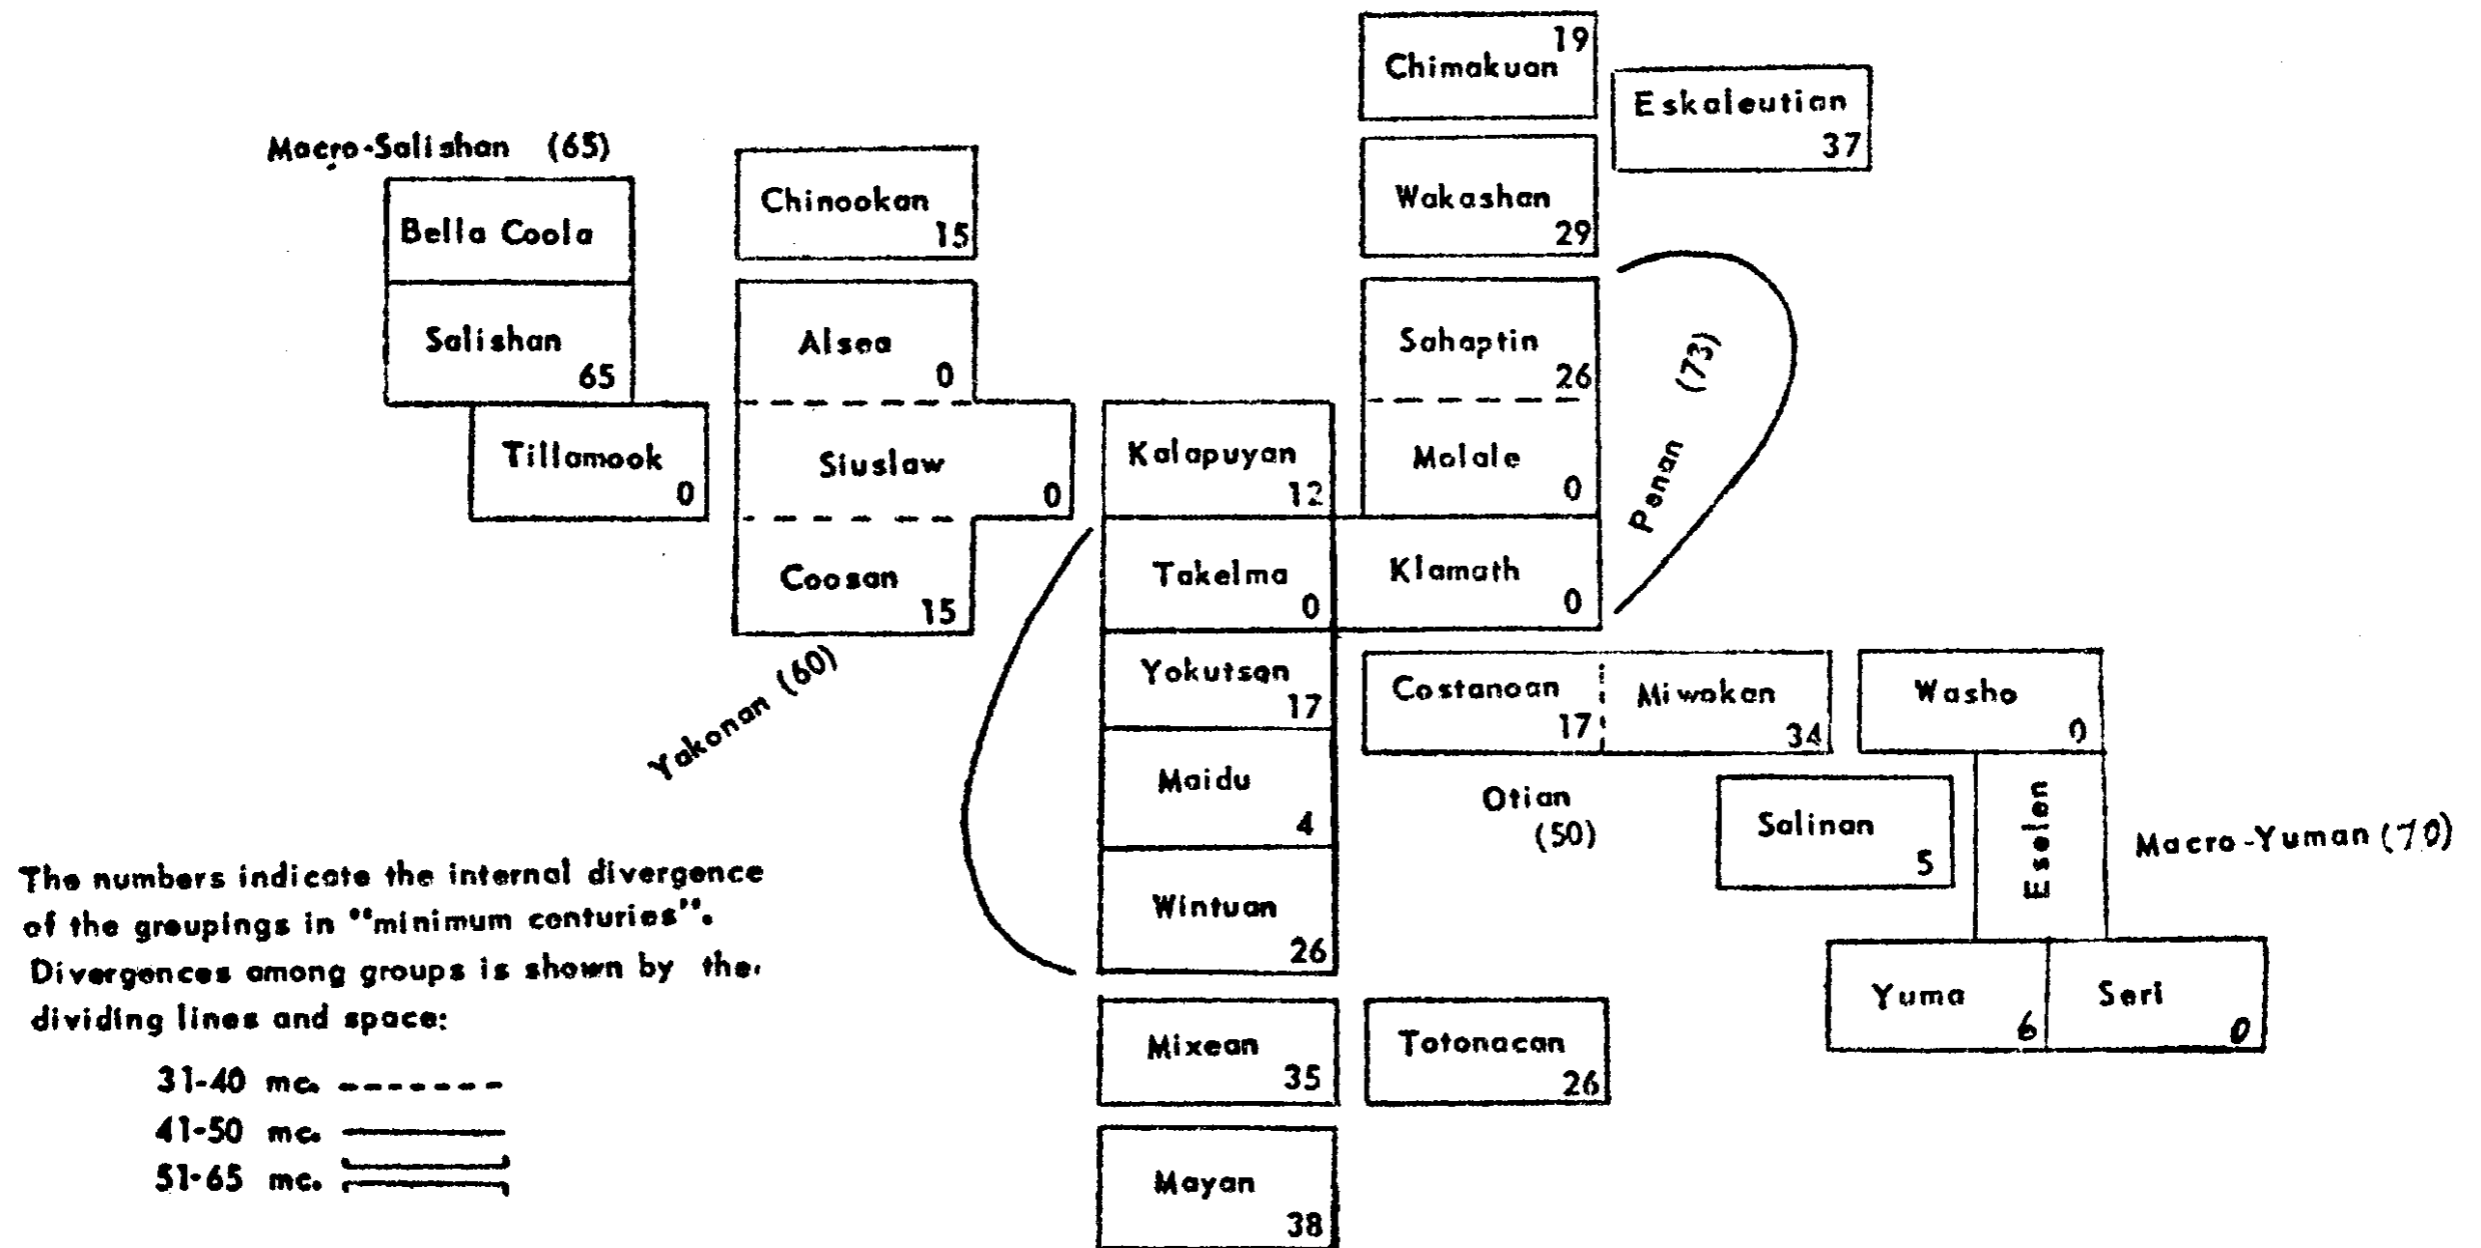 Chimakuan
19
Eskaleutian
37
Macro-Salishan (65)
Bella Coola
Chinookan
15
Wakashan
29
Salishan
65
Alsea
0
Sahaptin
26
Penan (73)
Tillamook
0
Siuslaw
0
Kalapuyan
12
Molale
0
Coosan
15
Takelma
0
Klamath
0
Yakonan (60)
Yokutsan
17
Costanoan
17
Miwokan
34
Washo
0
Maidu
4
Otian
(50)
Salinan
5
Eselen
Macro-Yuman (70)
Wintuan
26
Yuma
6
Seri
0
Mixean
35
Totonacan
26
Mayan
38
The numbers indicate the internal divergence
of the groupings in "minimum centuries".
Divergences among groups is shown by the
dividing lines and space:
31-40 mc.
41-50 mc.
51-65 mc.